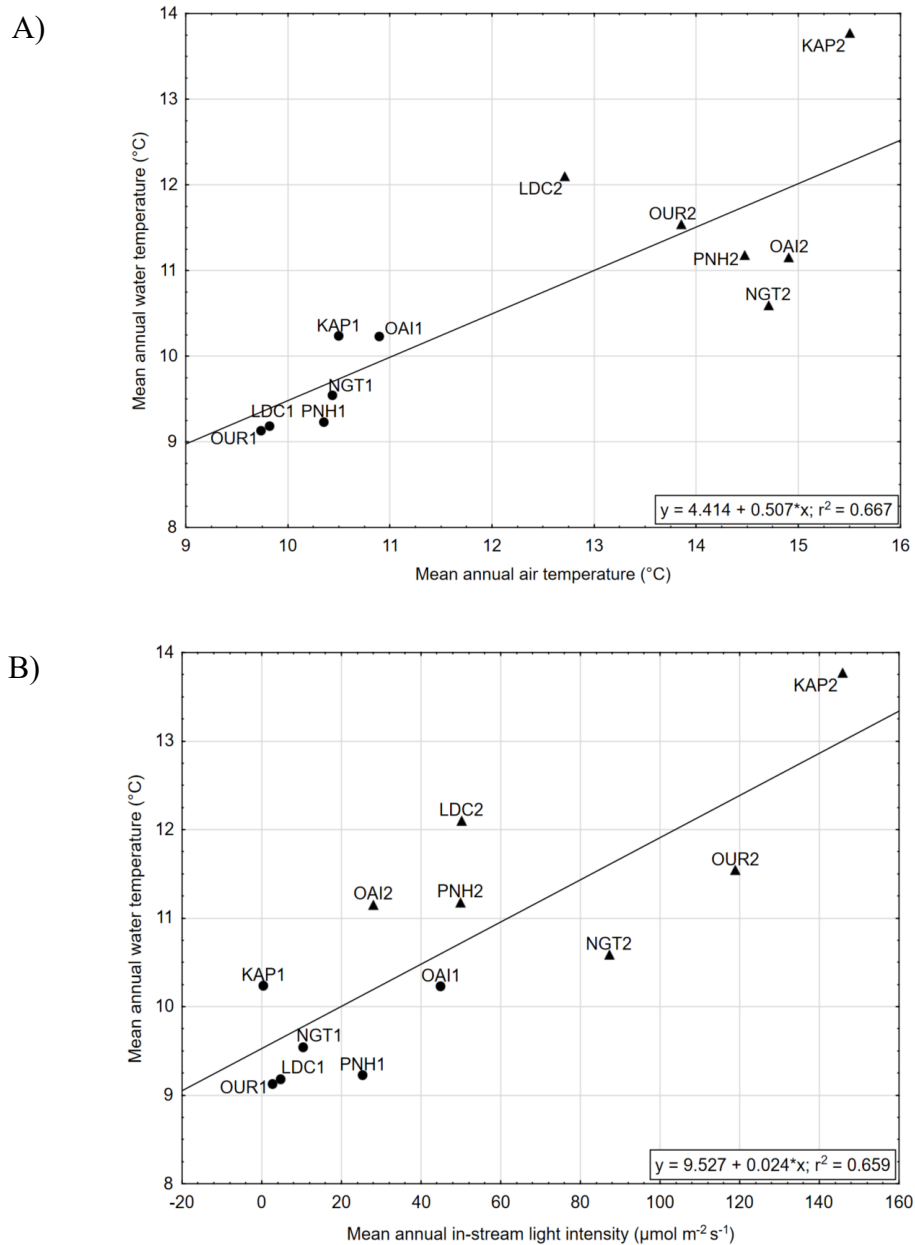 A)
14
KAP2
13
LDC2
12
OUR2
PNH2
OAI2
11
NGT2
KAP1
OAI1
10
NGT1
LDC1
PNH1
OUR1
9
8
y = 4.414 + 0.507*x; r² = 0.667
9 10 11 12 13 14 15 16
Mean annual water temperature (°C)
Mean annual air temperature (°C)
B)
14
KAP2
13
LDC2
12
OUR2
OAI2
PNH2
11
NGT2
KAP1
OAI1
10
NGT1
LDC1
PNH1
OUR1
9
8
y = 9.527 + 0.024*x; r² = 0.659
-20 0 20 40 60 80 100 120 140 160
Mean annual water temperature (°C)
Mean annual in-stream light intensity (μmol m⁻² s⁻¹)